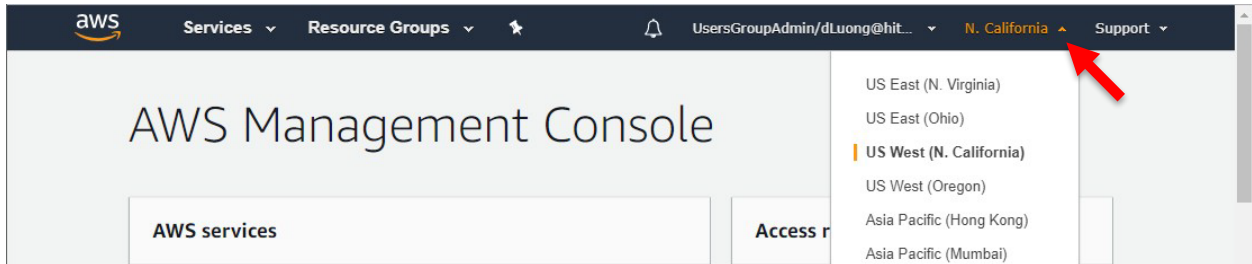 aws Services Resource Groups UsersGroupAdmin/dLuong@hit... N. California Support
US East (N. Virginia)
US East (Ohio)
AWS Management Console
US West (N. California)
US West (Oregon)
Asia Pacific (Hong Kong)
AWS services
Access r
Asia Pacific (Mumbai)